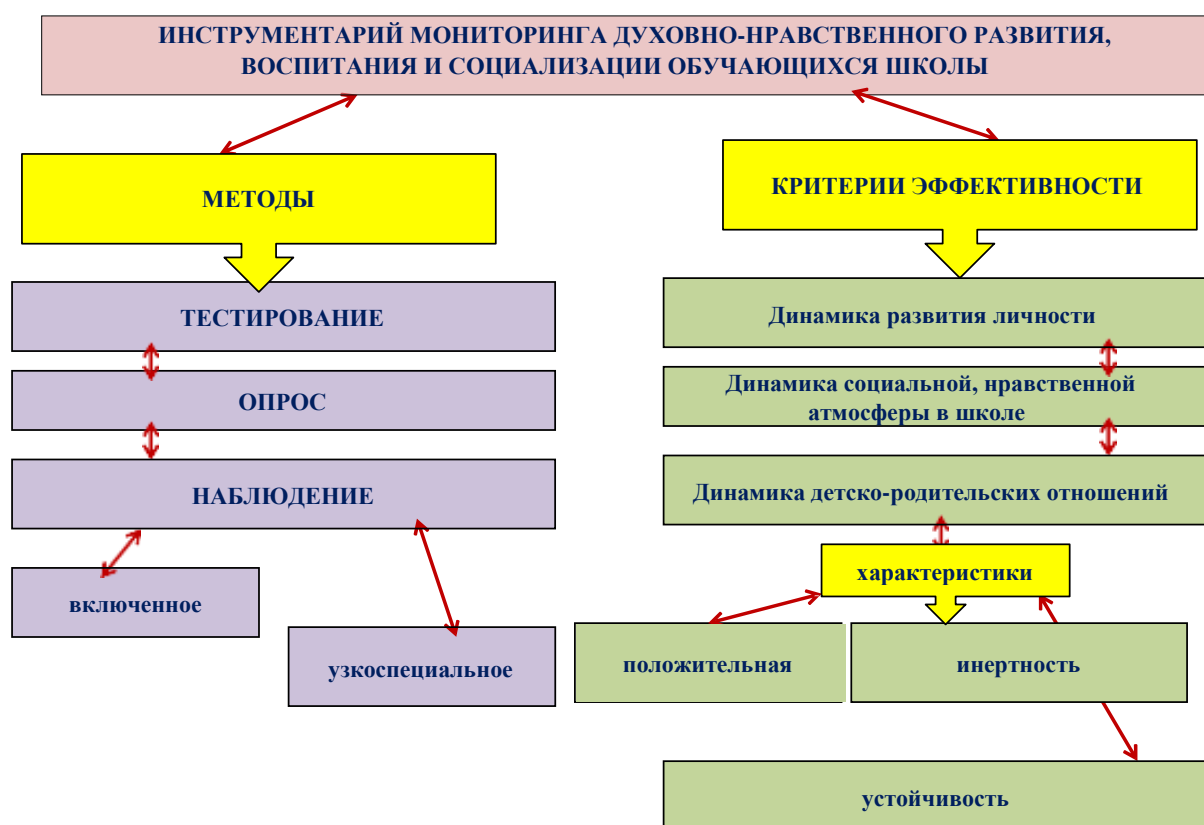 ИНСТРУМЕНТАРИЙ МОНИТОРИНГА ДУХОВНО-НРАВСТВЕННОГО РАЗВИТИЯ,
ВОСПИТАНИЯ И СОЦИАЛИЗАЦИИ ОБУЧАЮЩИХСЯ ШКОЛЫ
МЕТОДЫ
КРИТЕРИИ ЭФФЕКТИВНОСТИ
ТЕСТИРОВАНИЕ
ОПРОС
НАБЛЮДЕНИЕ
включенное
узкоспециальное
Динамика развития личности
Динамика социальной, нравственной
атмосферы в школе
Динамика детско-родительских отношений
характеристики
положительная
инертность
устойчивость